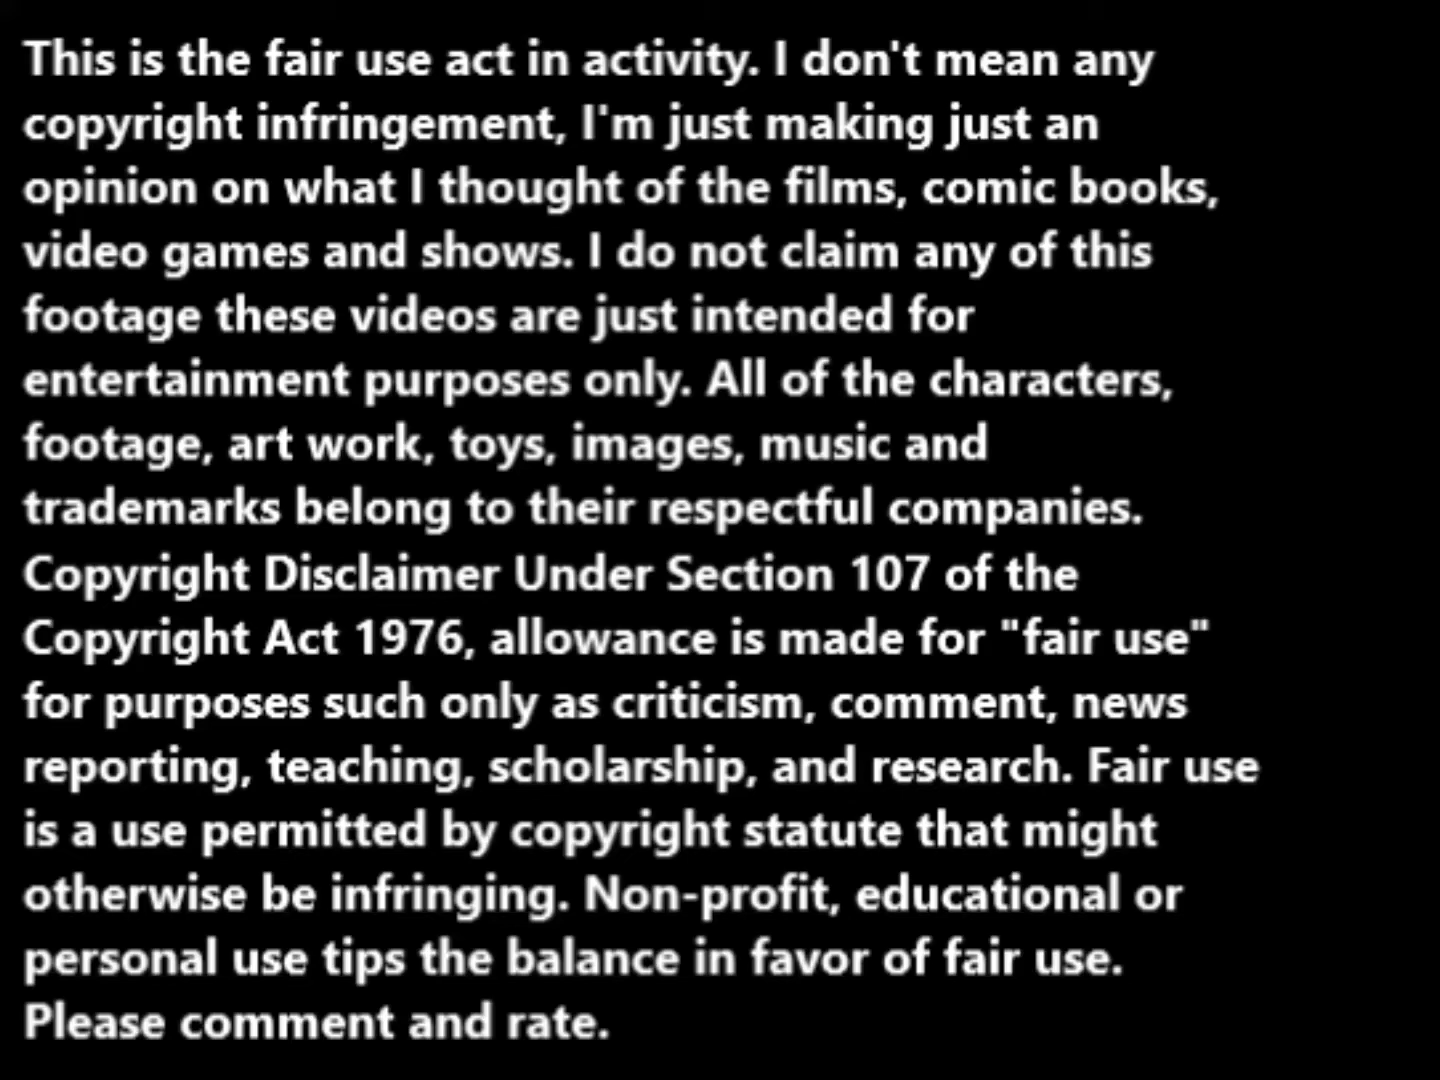 This is the fair use act in activity. I don't mean any
copyright infringement, I'm just making just an
opinion on what I thought of the films, comic books,
video games and shows. I do not claim any of this
footage these videos are just intended for
entertainment purposes only. All of the characters,
footage, art work, toys, images, music and
trademarks belong to their respectful companies.
Copyright Disclaimer Under Section 107 of the
Copyright Act 1976, allowance is made for "fair use"
for purposes such only as criticism, comment, news
reporting, teaching, scholarship, and research. Fair use
is a use permitted by copyright statute that might
otherwise be infringing. Non-profit, educational or
personal use tips the balance in favor of fair use.
Please comment and rate.